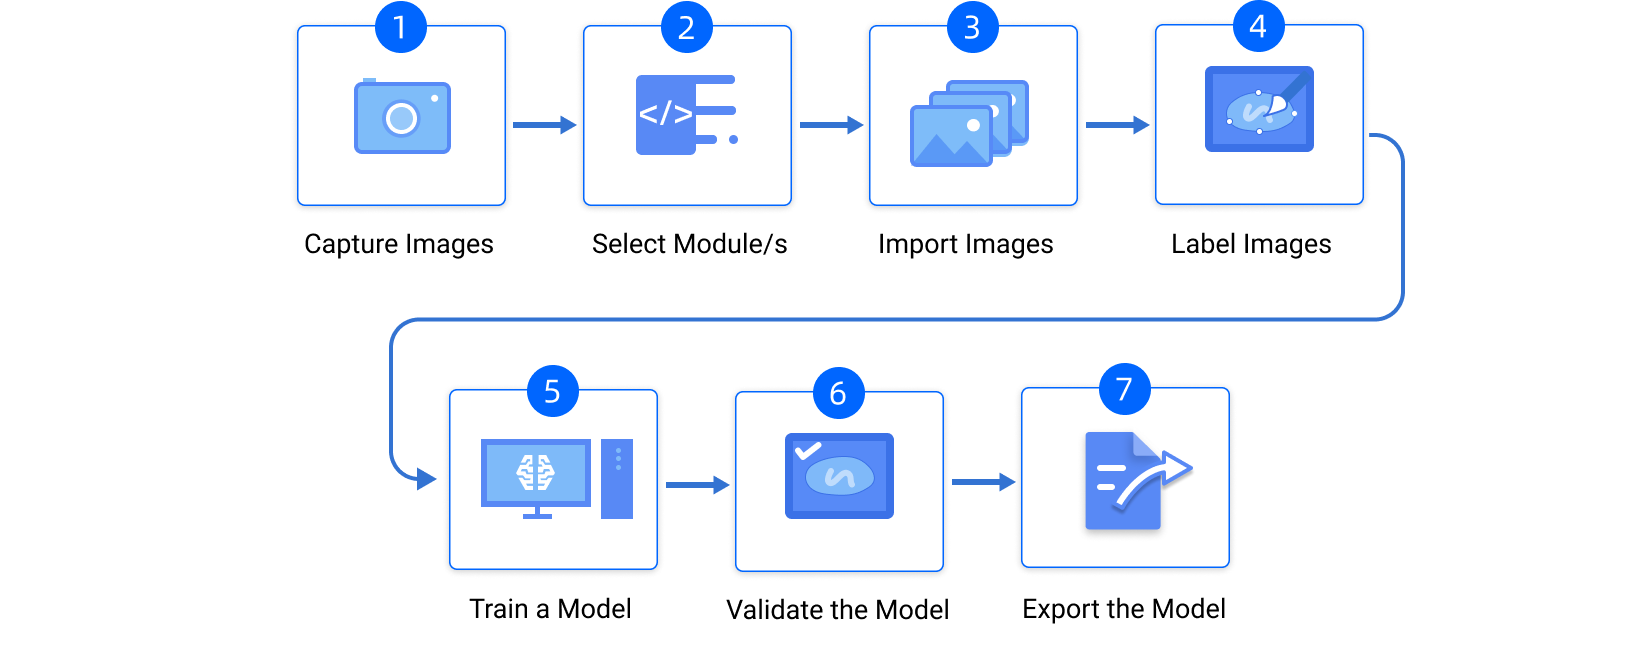 1
2
3
4
</>
Capture Images
Select Module/s
Import Images
Label Images
5
6
7
Train a Model
Validate the Model
Export the Model